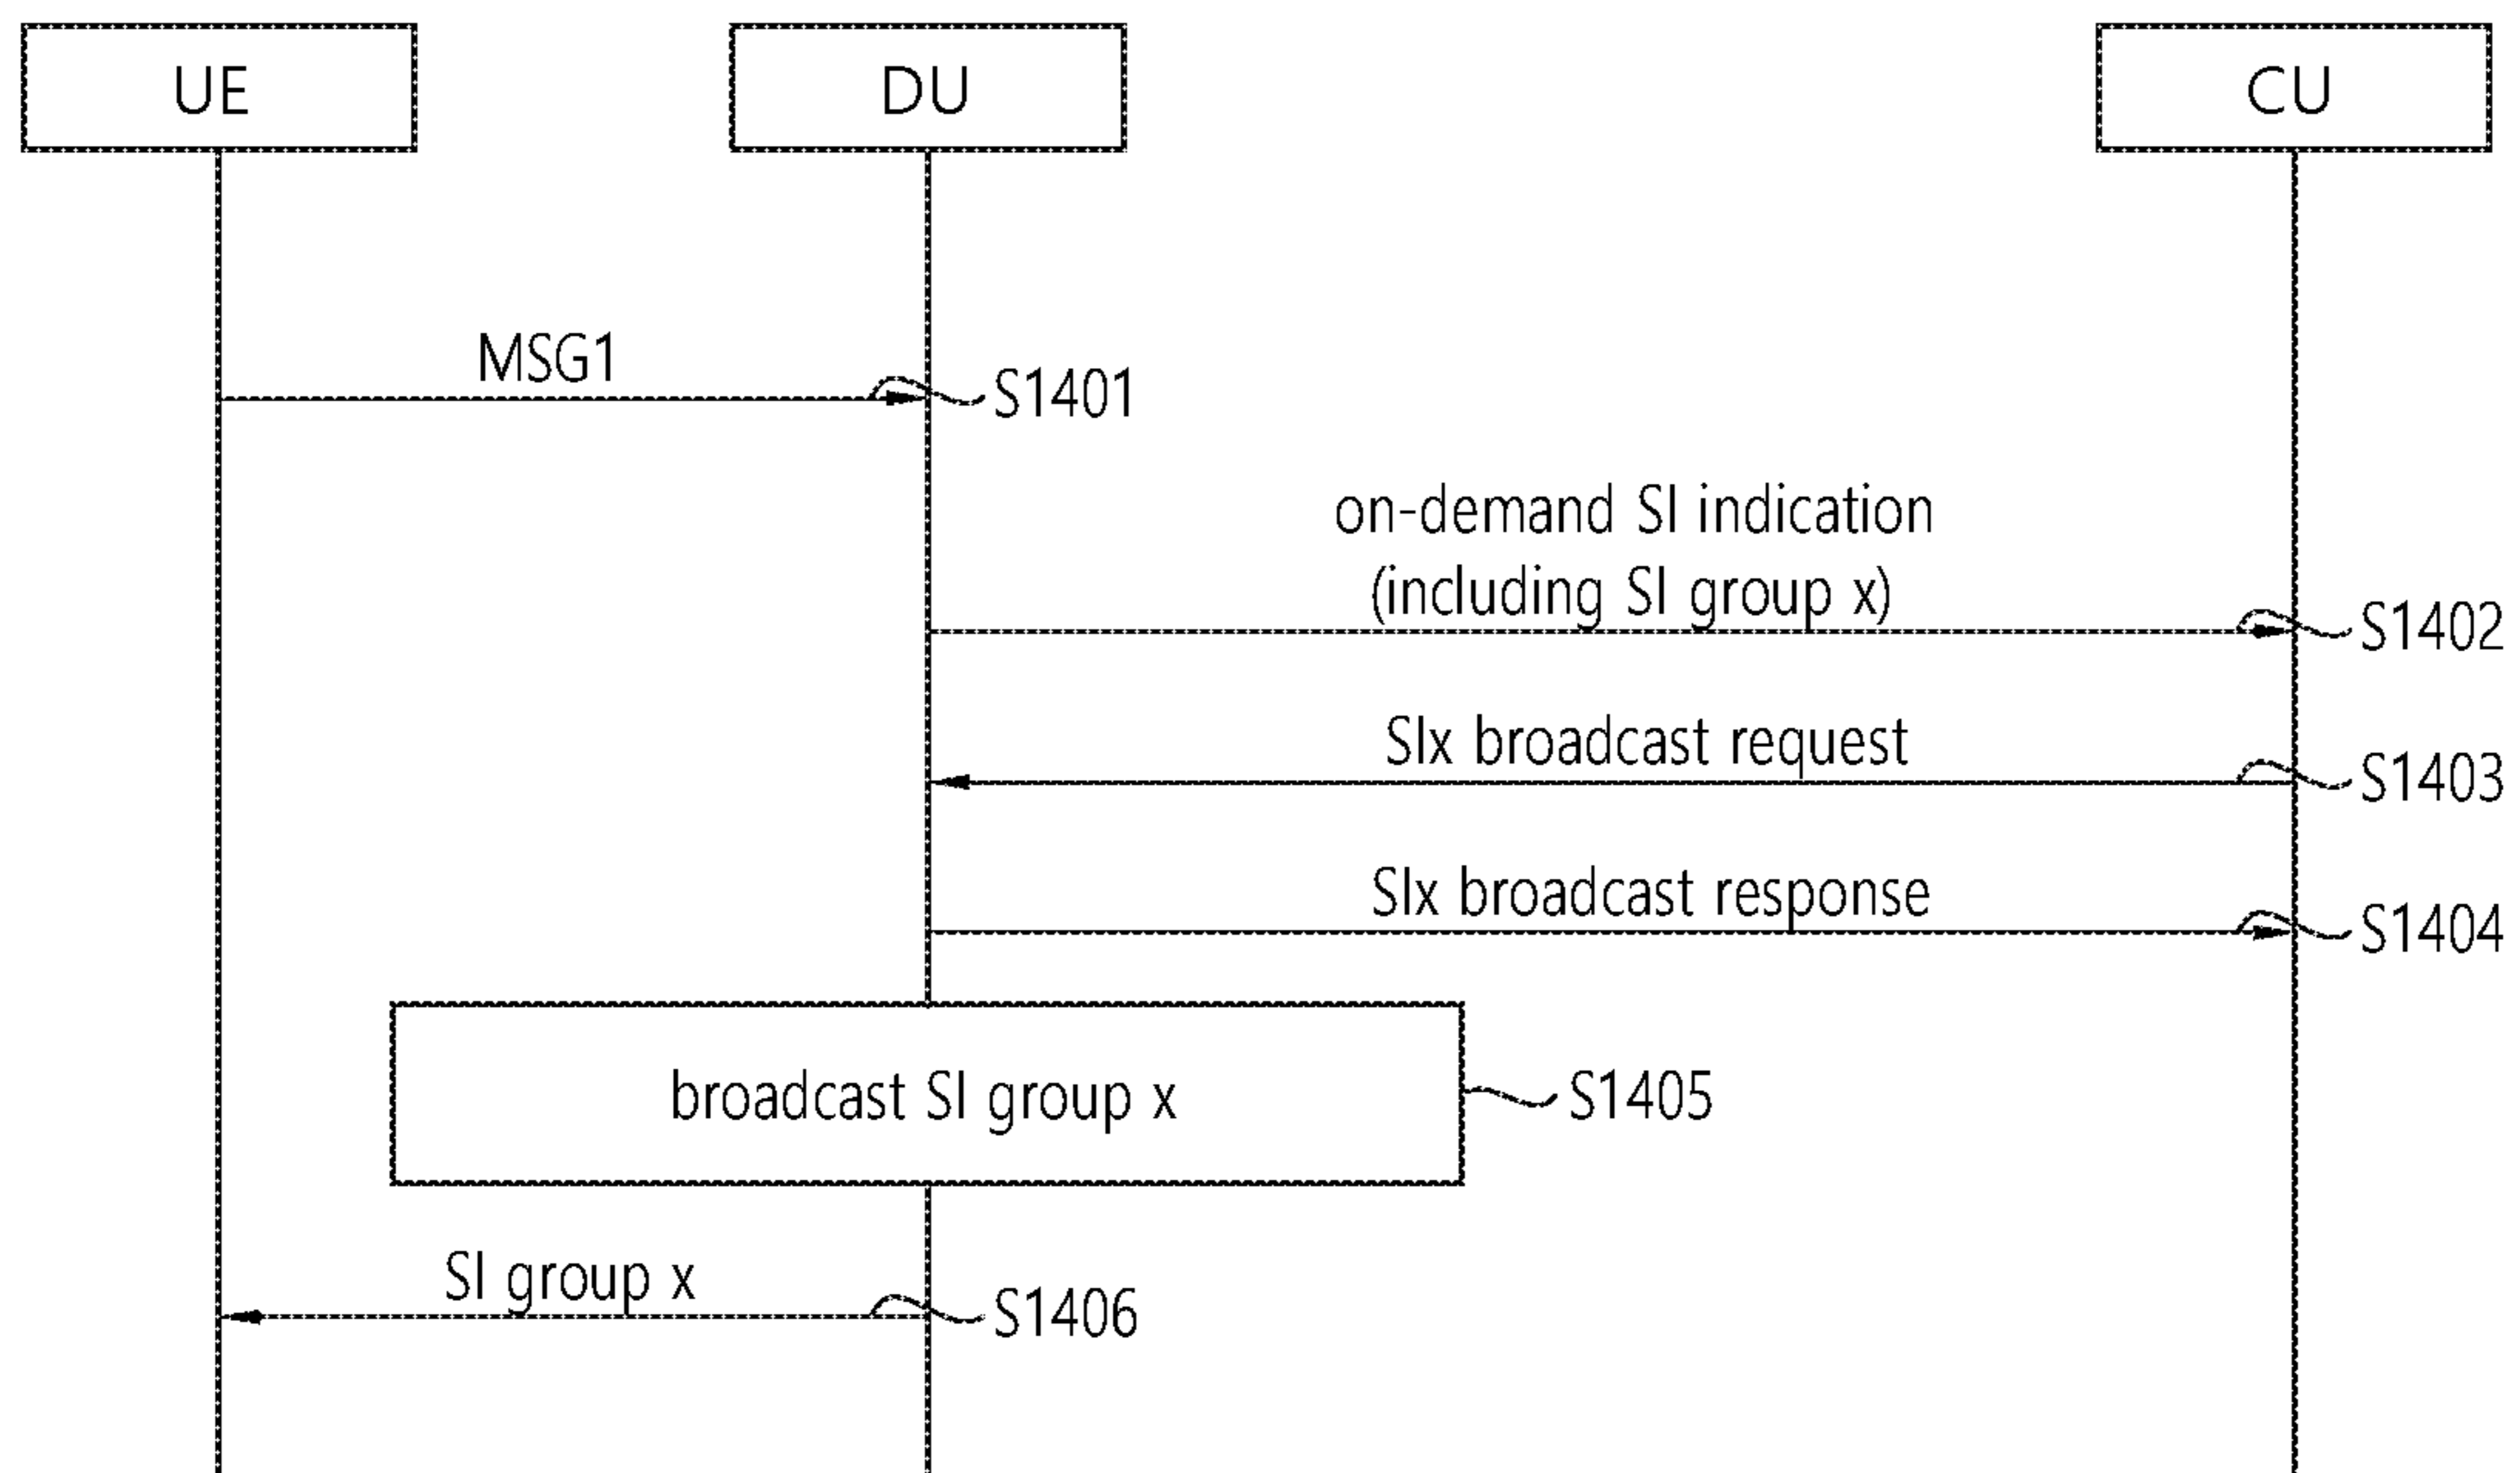 UE
DU
CU
MSG1
S1401
on-demand SI indication
(including SI group x)
S1402
SIx broadcast request
S1403
SIx broadcast response
S1404
broadcast SI group x
S1405
SI group x
S1406